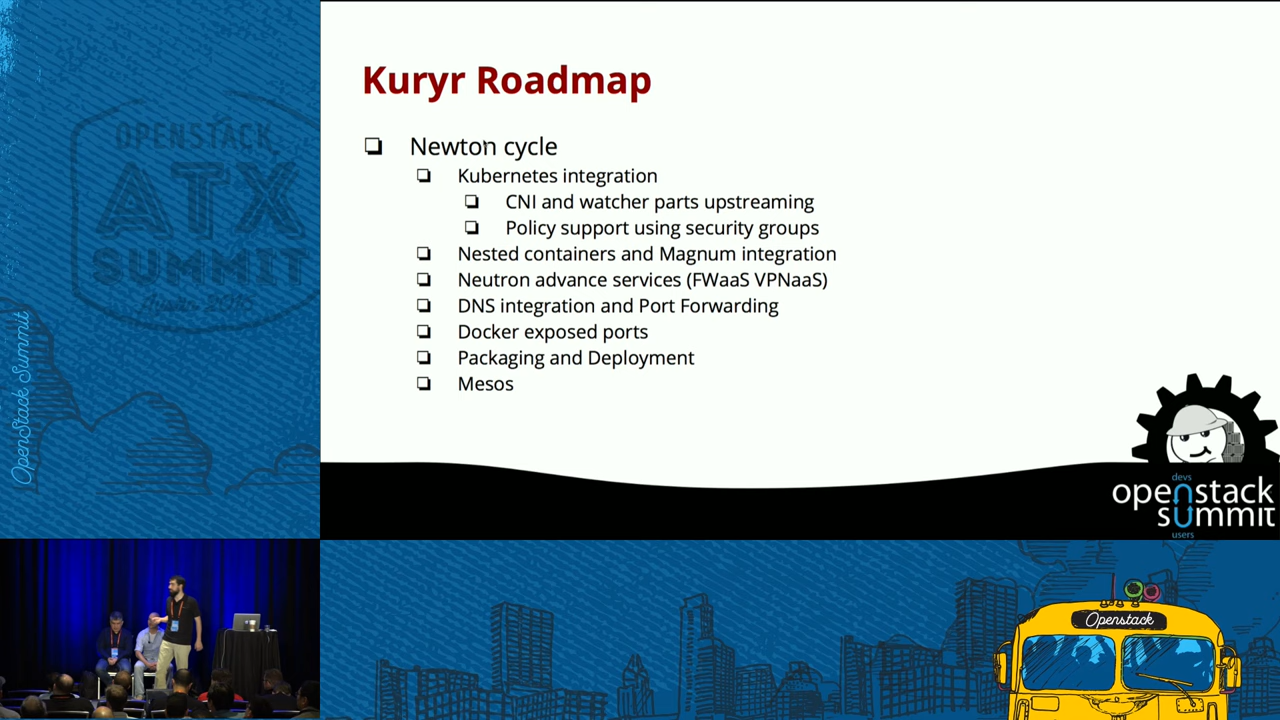 OPENSTACK
ATX
SUMMIT
Austin 2016
OpenStack Summit
Kuryr Roadmap
Newton cycle
Kubernetes integration
CNI and watcher parts upstreaming
Policy support using security groups
Nested containers and Magnum integration
Neutron advance services (FWaaS VPNaaS)
DNS integration and Port Forwarding
Docker exposed ports
Packaging and Deployment
Mesos
devs
openstack
summit
users
Openstack